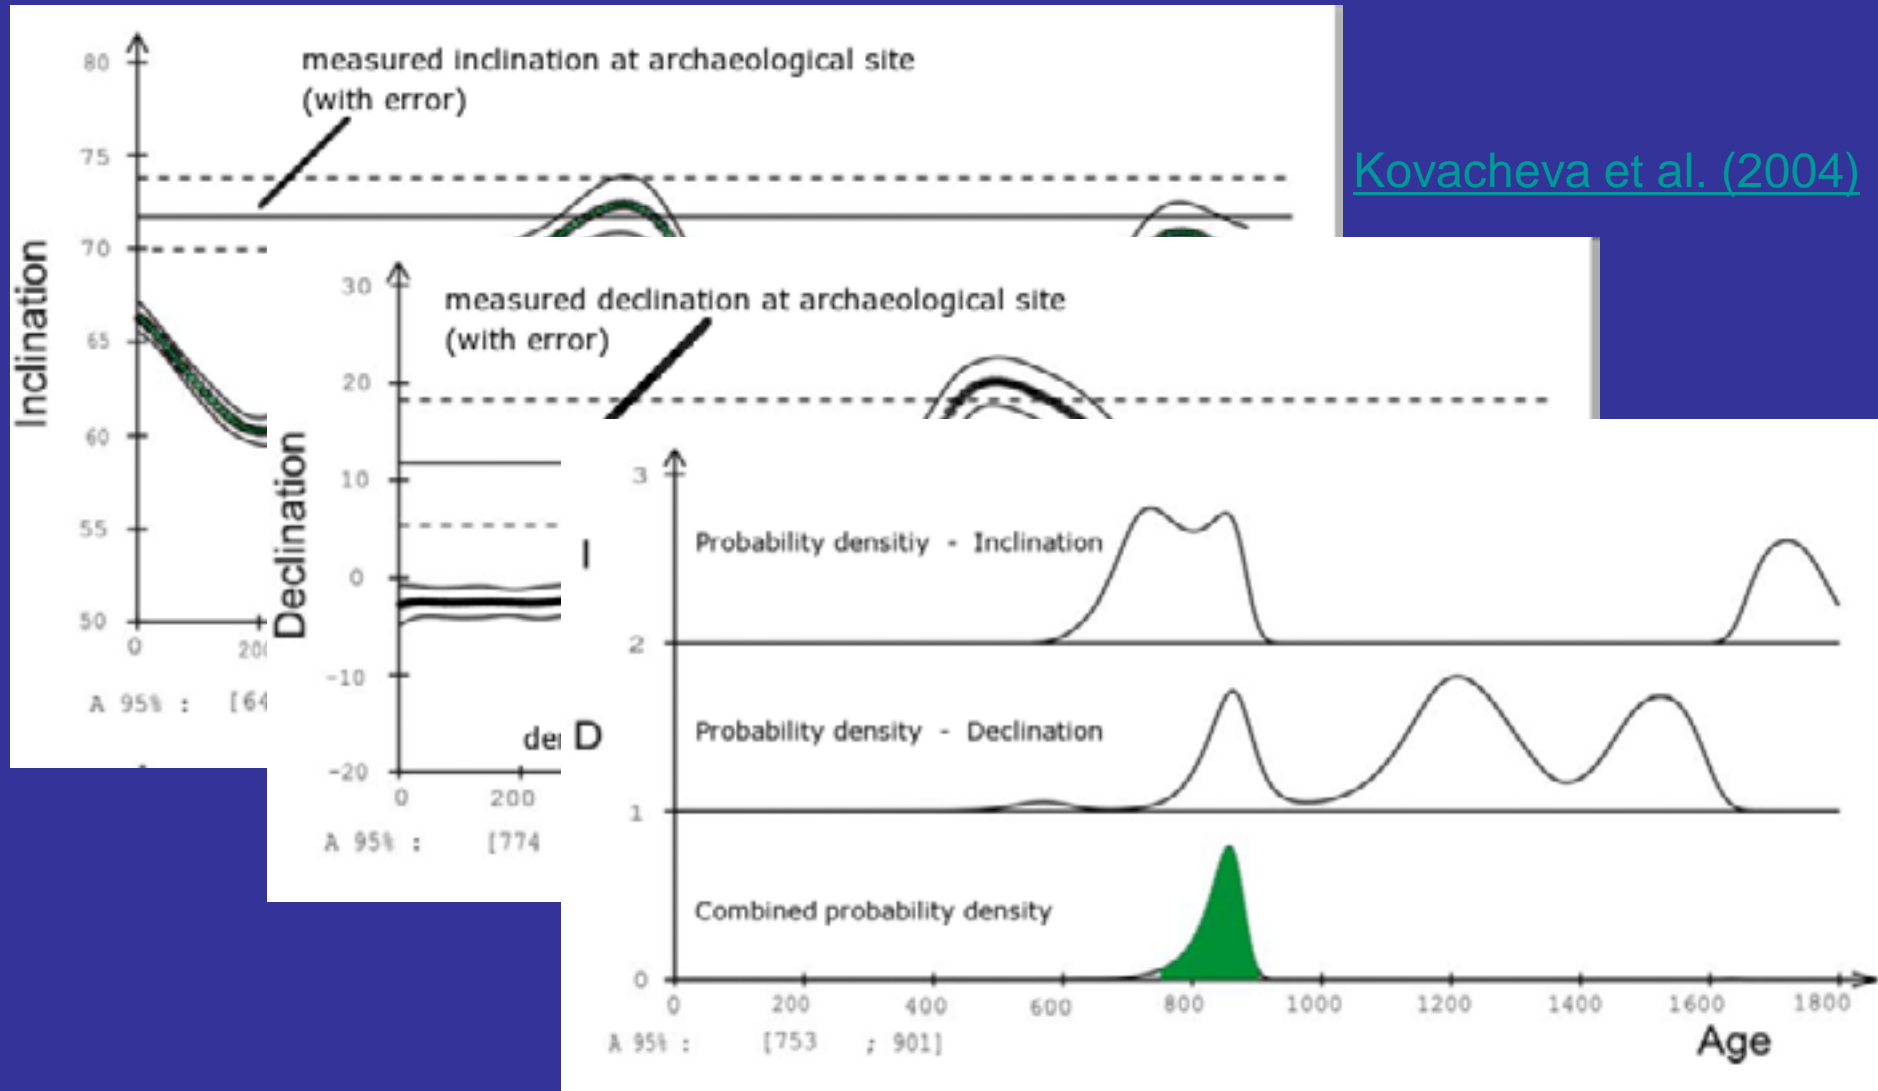 80
measured inclination at archaeological site
(with error)
75
70
65
60
55
50
Inclination
0
200
A 95% : [64
Kovacheva et al. (2004)
30
measured declination at archaeological site
(with error)
20
10
0
-10
-20
Declination
0 200
A 95% : [774
3
Probability densitiy - Inclination
I
2
Probability density - Declination
D
1
Combined probability density
0
0 200 400 600 800 1000 1200 1400 1600 1800
A 95% : [753 ; 901]
Age